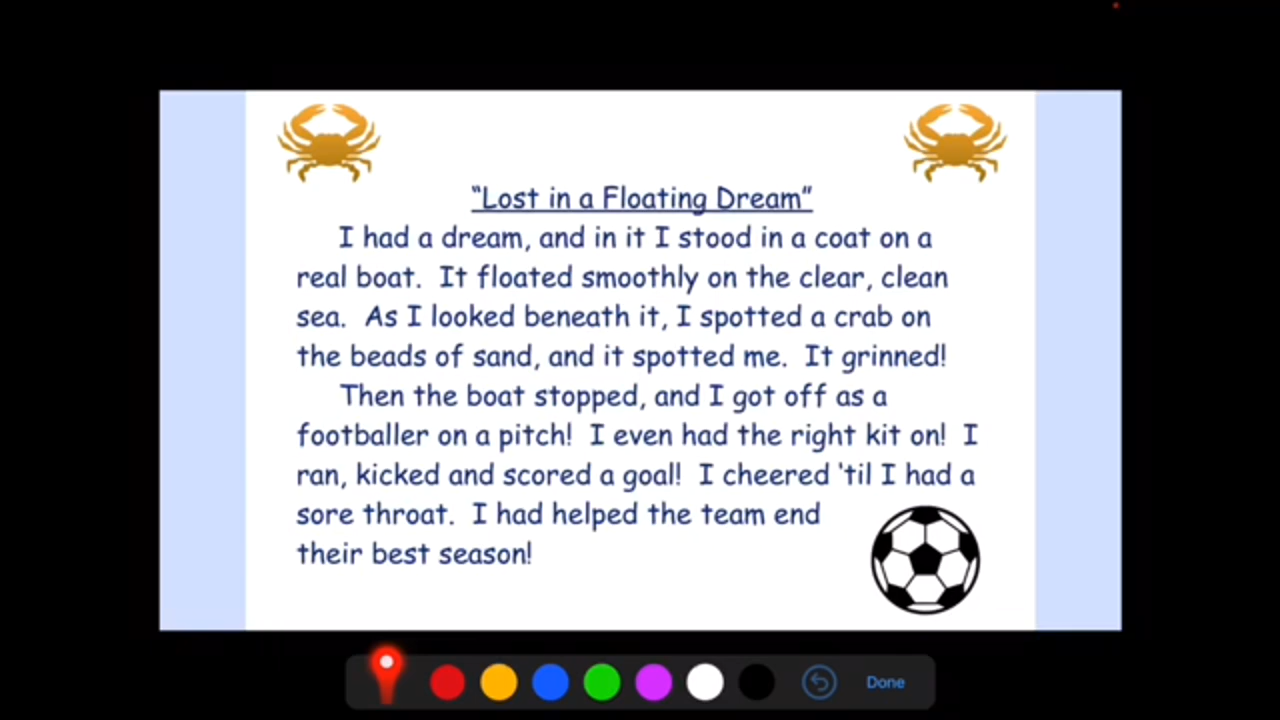 “Lost in a Floating Dream”
I had a dream, and in it I stood in a coat on a
real boat.  It floated smoothly on the clear, clean
sea.  As I looked beneath it, I spotted a crab on
the beads of sand, and it spotted me.  It grinned!
Then the boat stopped, and I got off as a
footballer on a pitch!  I even had the right kit on!  I
ran, kicked and scored a goal!  I cheered ‘til I had a
sore throat.  I had helped the team end
their best season!
Done